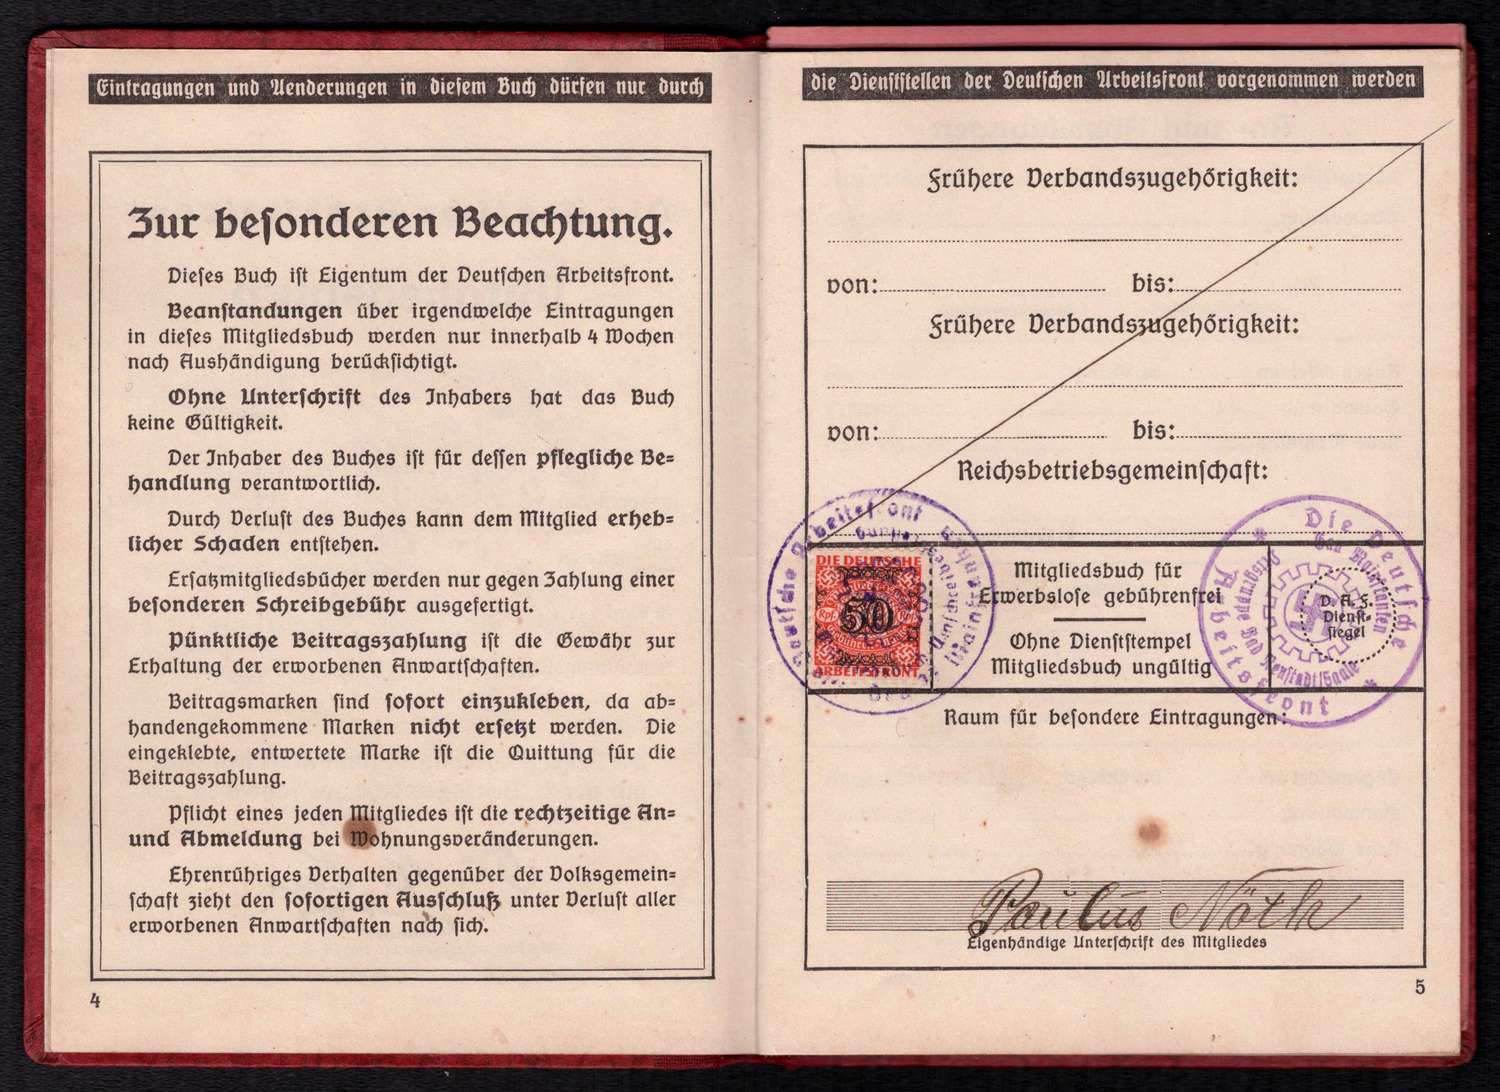 Eintragungen und Aenderungen in diesem Buch dürfen nur durch
Zur besonderen Beachtung.
Dieses Buch ist Eigentum der Deutschen Arbeitsfront.
Beanstandungen über irgendwelche Eintragungen
in dieses Mitgliedsbuch werden nur innerhalb 4 Wochen
nach Aushändigung berücksichtigt.
Ohne Unterschrift des Inhabers hat das Buch
keine Gültigkeit.
Der Inhaber des Buches ist für dessen pflegliche Be-
handlung verantwortlich.
Durch Verlust des Buches kann dem Mitglied erheb-
licher Schaden entstehen.
Ersatzmitgliedsbücher werden nur gegen Zahlung einer
besonderen Schreibgebühr ausgefertigt.
Pünktliche Beitragszahlung ist die Gewähr zur
Erhaltung der erworbenen Anwartschaften.
Beitragsmarken sind sofort einzukleben, da ab-
handengekommene Marken nicht ersetzt werden. Die
eingeklebte, entwertete Marke ist die Quittung für die
Beitragszahlung.
Pflicht eines jeden Mitgliedes ist die rechtzeitige An-
und Abmeldung bei Wohnungsveränderungen.
Ehrenrühriges Verhalten gegenüber der Volksgemein-
schaft zieht den sofortigen Ausschluß unter Verlust aller
erworbenen Anwartschaften nach sich.
4
die Dienststellen der Deutschen Arbeitsfront vorgenommen werden
Frühere Verbandszugehörigkeit:
von: bis:
Frühere Verbandszugehörigkeit:
von: bis:
Reichsbetriebsgemeinschaft:
DIE DEUTSCHE
50
ARBEITSFRONT
Deutsche Arbeitsfront
Mitgliedsbuch für
Erwerbslose gebührenfrei
Ohne Dienststempel
Mitgliedsbuch ungültig
D. A. F.
Dienst-
siegel
Die Deutsche
Arbeitsfront
Gau Mainfranken
Ortsgruppe Bad Neustadt/Saale
Raum für besondere Eintragungen:
Paulus Nöth
Eigenhändige Unterschrift des Mitgliedes
5